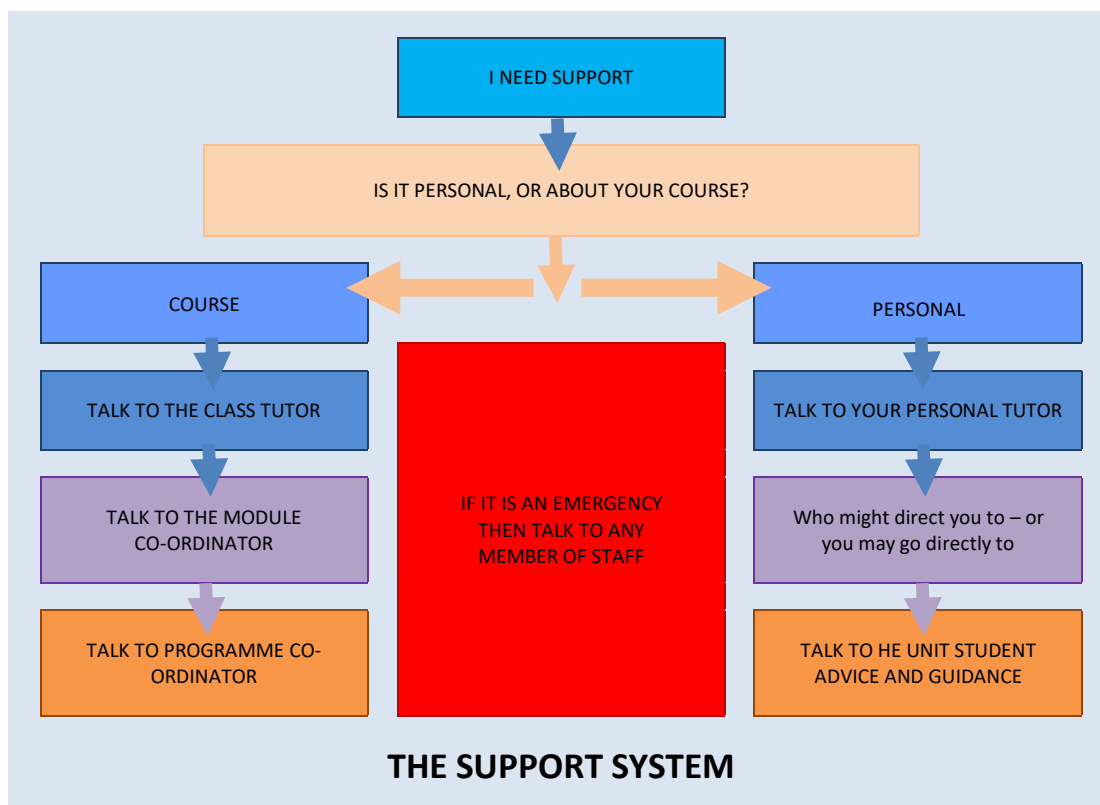 I NEED SUPPORT
IS IT PERSONAL, OR ABOUT YOUR COURSE?
COURSE
TALK TO THE CLASS TUTOR
TALK TO THE MODULE
CO-ORDINATOR
TALK TO PROGRAMME CO-
ORDINATOR
IF IT IS AN EMERGENCY
THEN TALK TO ANY
MEMBER OF STAFF
PERSONAL
TALK TO YOUR PERSONAL TUTOR
Who might direct you to – or
you may go directly to
TALK TO HE UNIT STUDENT
ADVICE AND GUIDANCE
THE SUPPORT SYSTEM